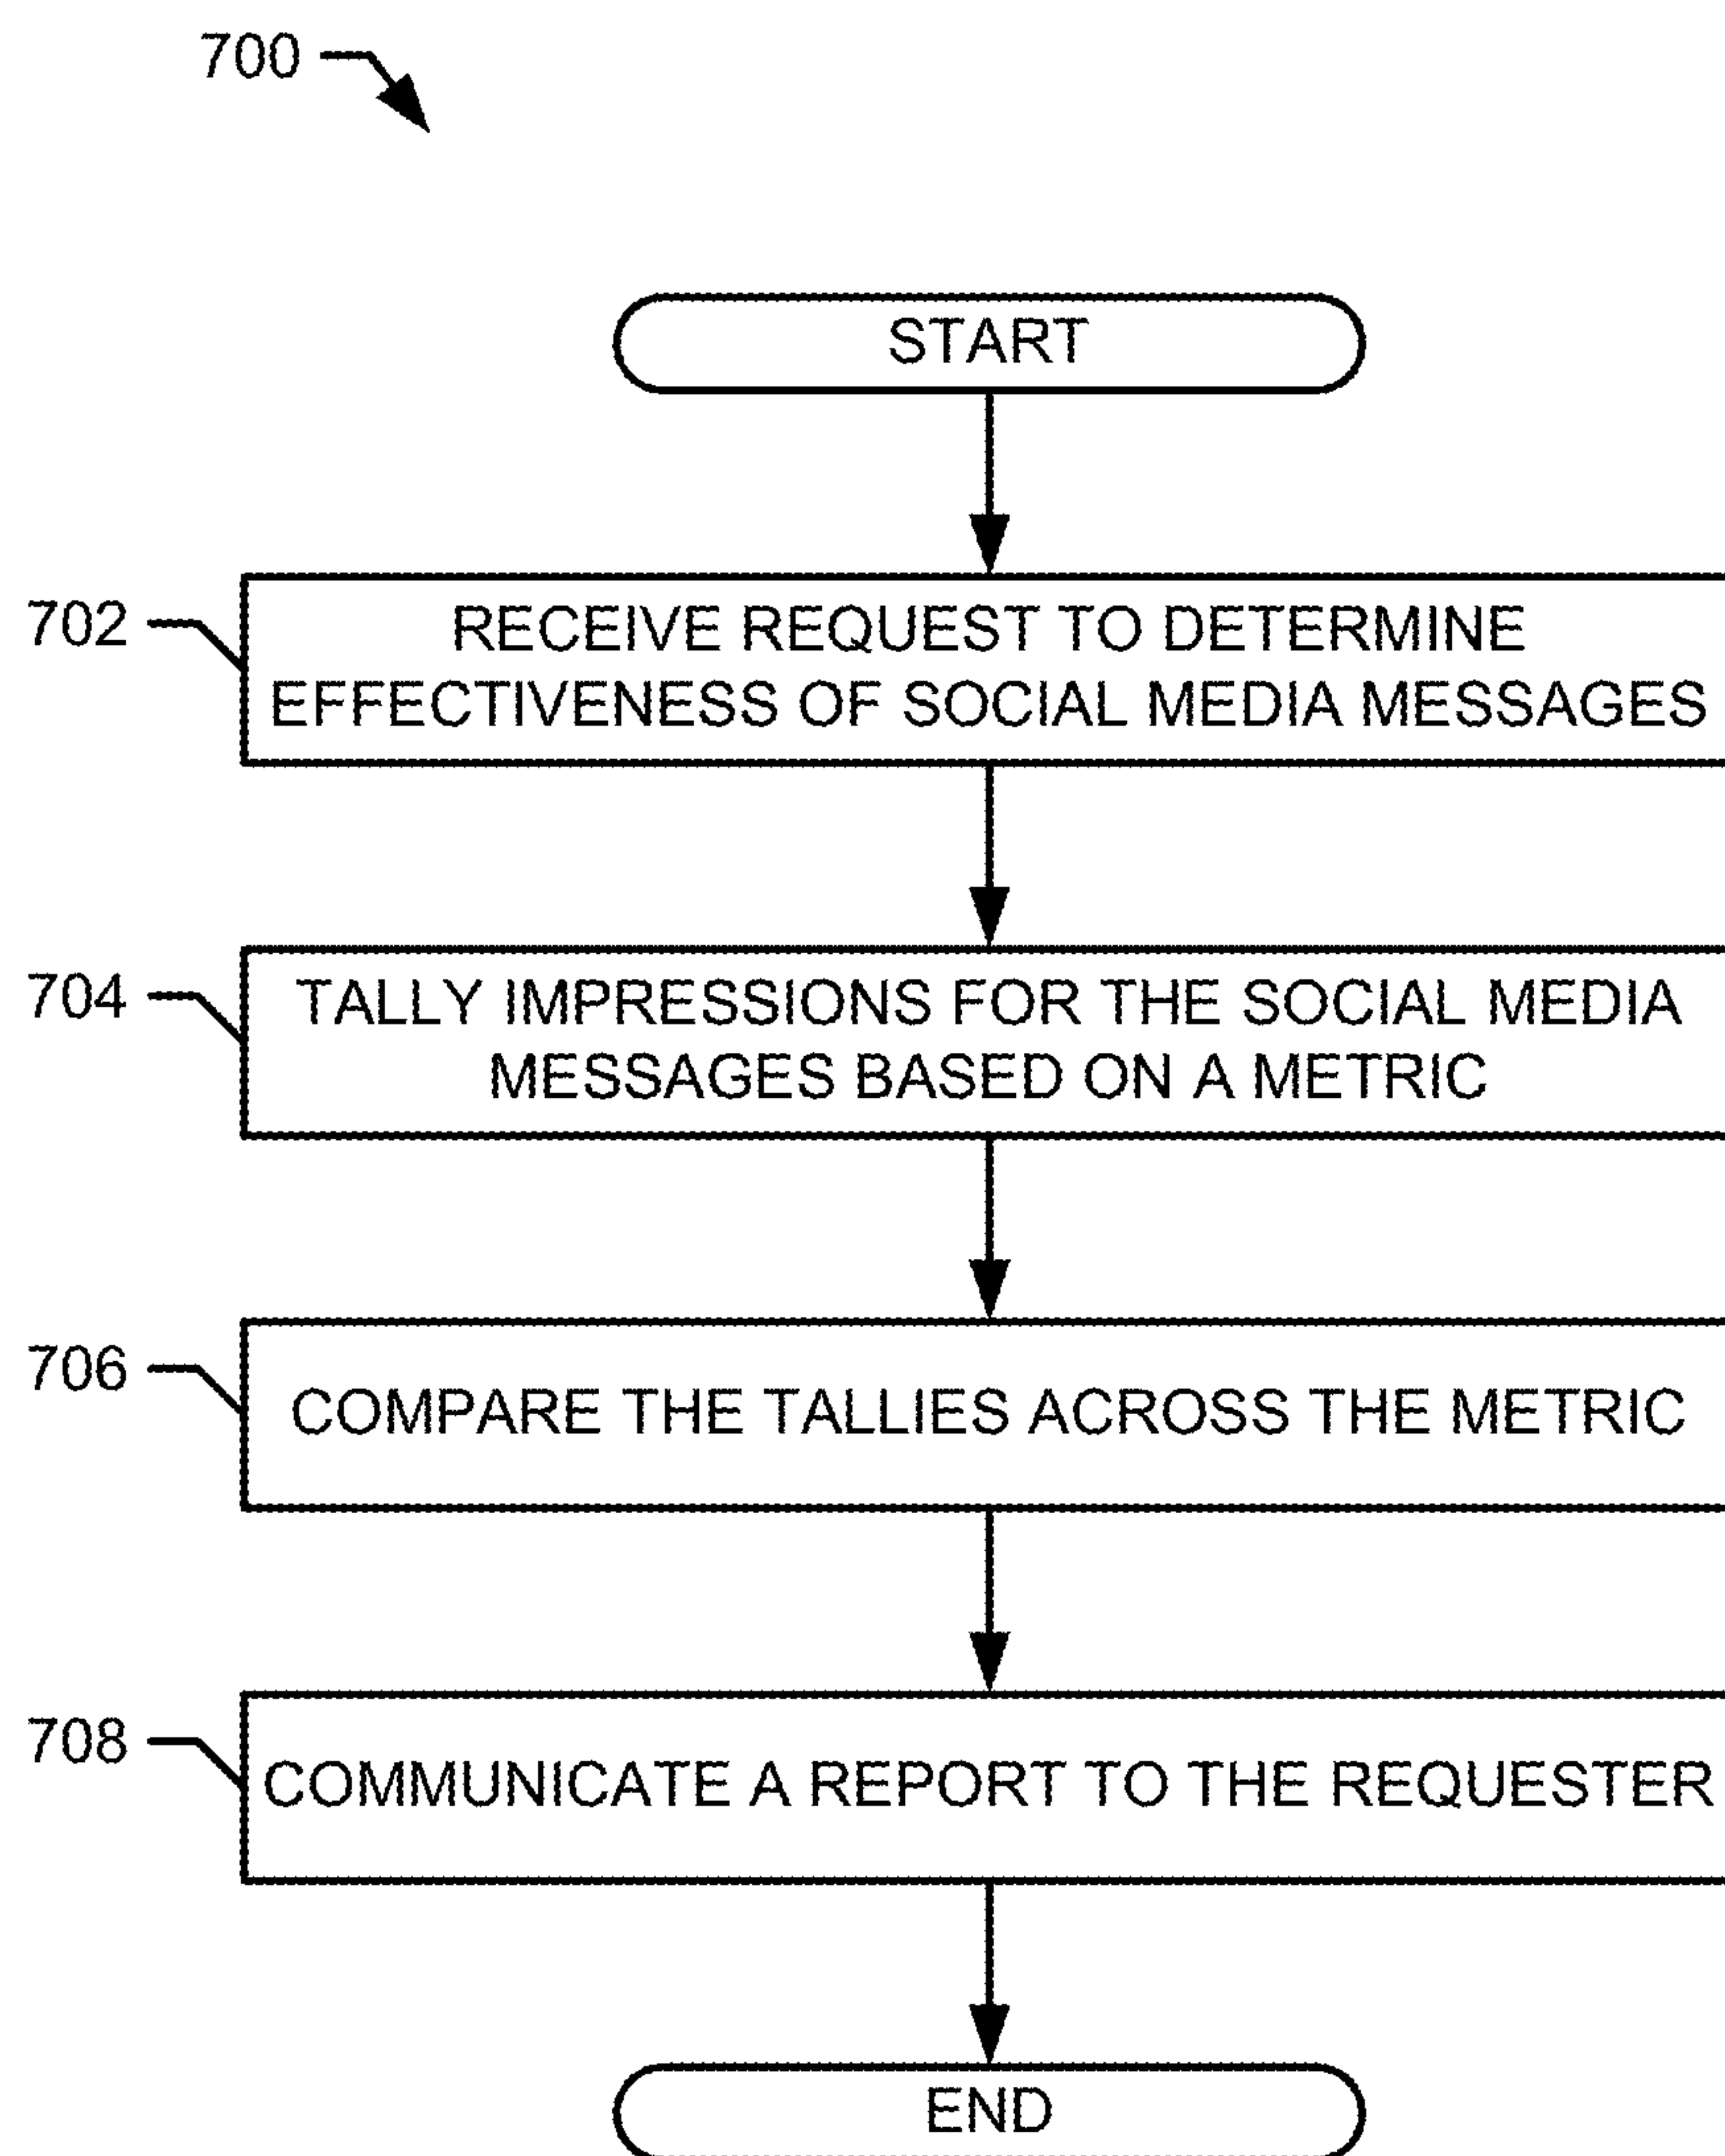 700
START
702
RECEIVE REQUEST TO DETERMINE
EFFECTIVENESS OF SOCIAL MEDIA MESSAGES
704
TALLY IMPRESSIONS FOR THE SOCIAL MEDIA
MESSAGES BASED ON A METRIC
706
COMPARE THE TALLIES ACROSS THE METRIC
708
COMMUNICATE A REPORT TO THE REQUESTER
END